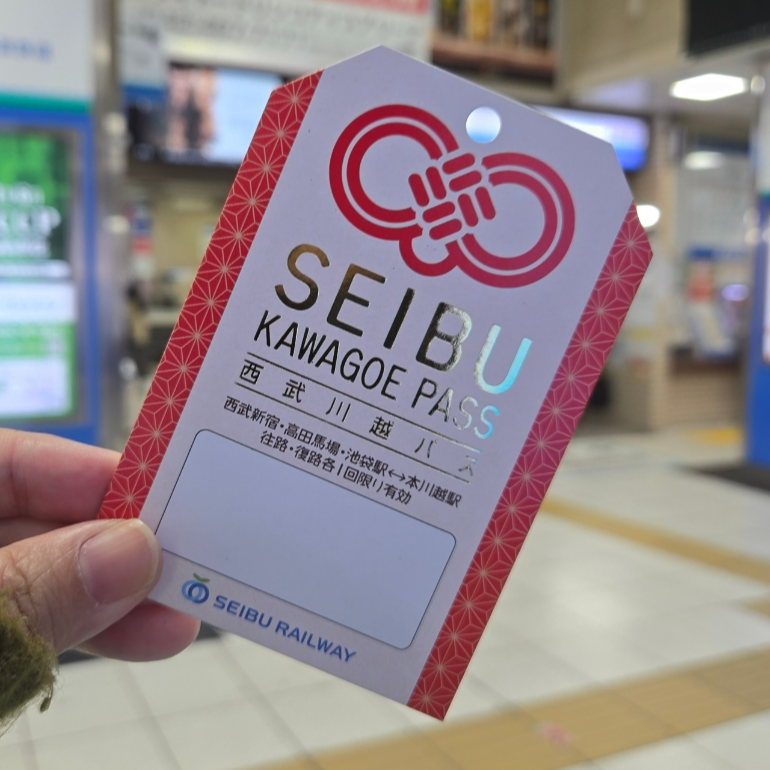 SEIBU
KAWAGOE PASS
西武川越パス
西武新宿・高田馬場・池袋駅↔本川越駅
往路・復路各1回限り有効
SEIBU RAILWAY